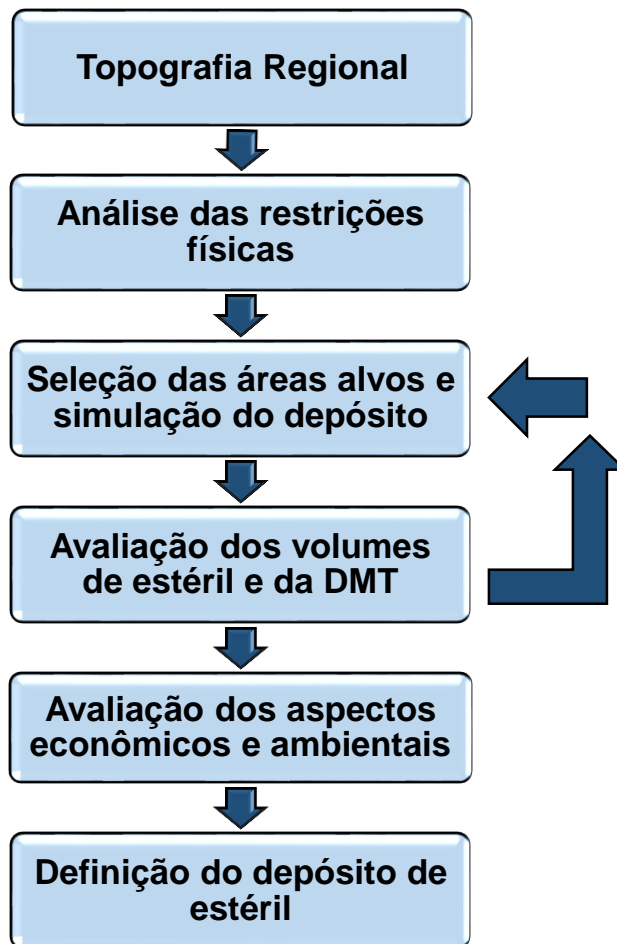 Topografia Regional
Análise das restrições
físicas
Seleção das áreas alvos e
simulação do depósito
Avaliação dos volumes
de estéril e da DMT
Avaliação dos aspectos
econômicos e ambientais
Definição do depósito de
estéril